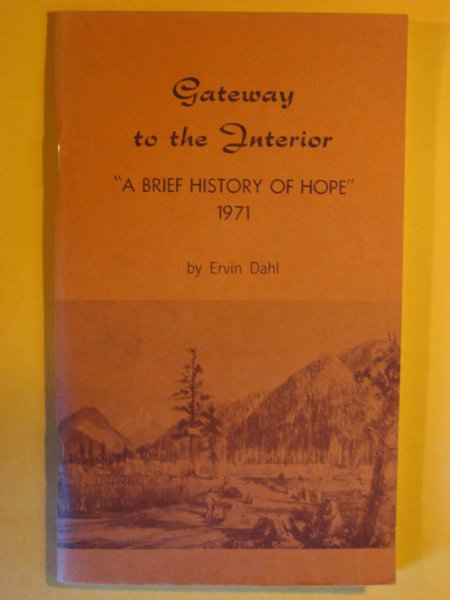 Gateway
to the Interior
"A BRIEF HISTORY OF HOPE"
1971
by Ervin Dahl